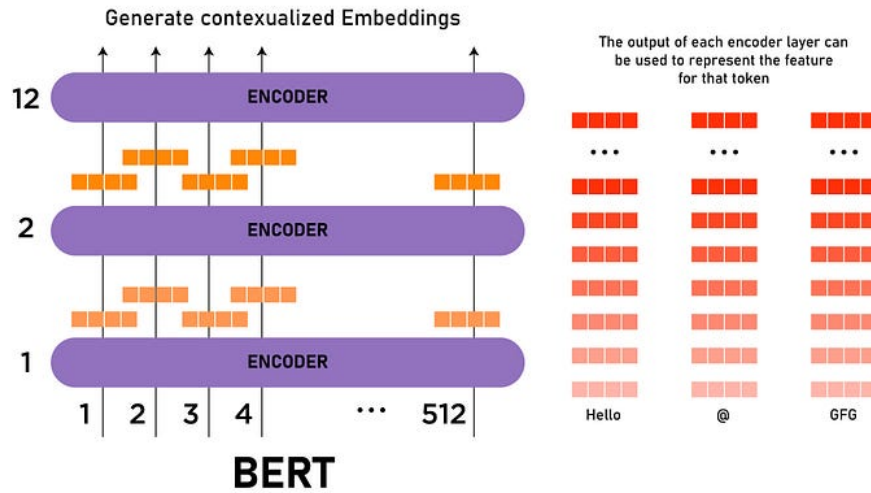 Generate contexualized Embeddings
12
ENCODER
2
ENCODER
1
ENCODER
1 2 3 4 ••• 512
BERT
The output of each encoder layer can
be used to represent the feature
for that token
••• ••• •••
Hello @ GFG